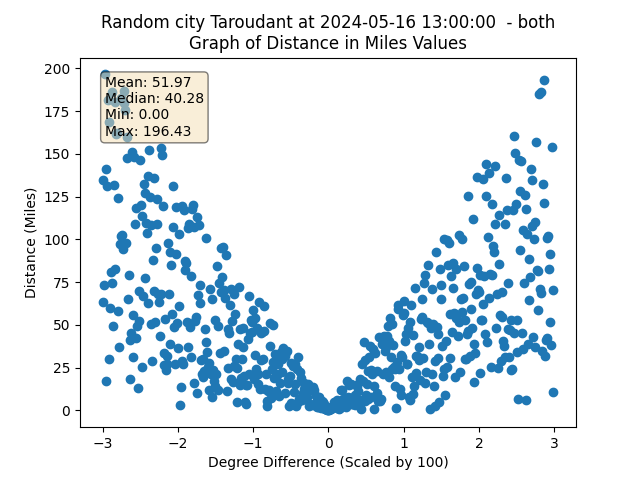 Random city Taroudant at 2024-05-16 13:00:00  - both
Graph of Distance in Miles Values
Mean: 51.97
Median: 40.28
Min: 0.00
Max: 196.43
200
175
150
125
100
75
50
25
0
Distance (Miles)
−3
−2
−1
0
1
2
3
Degree Difference (Scaled by 100)